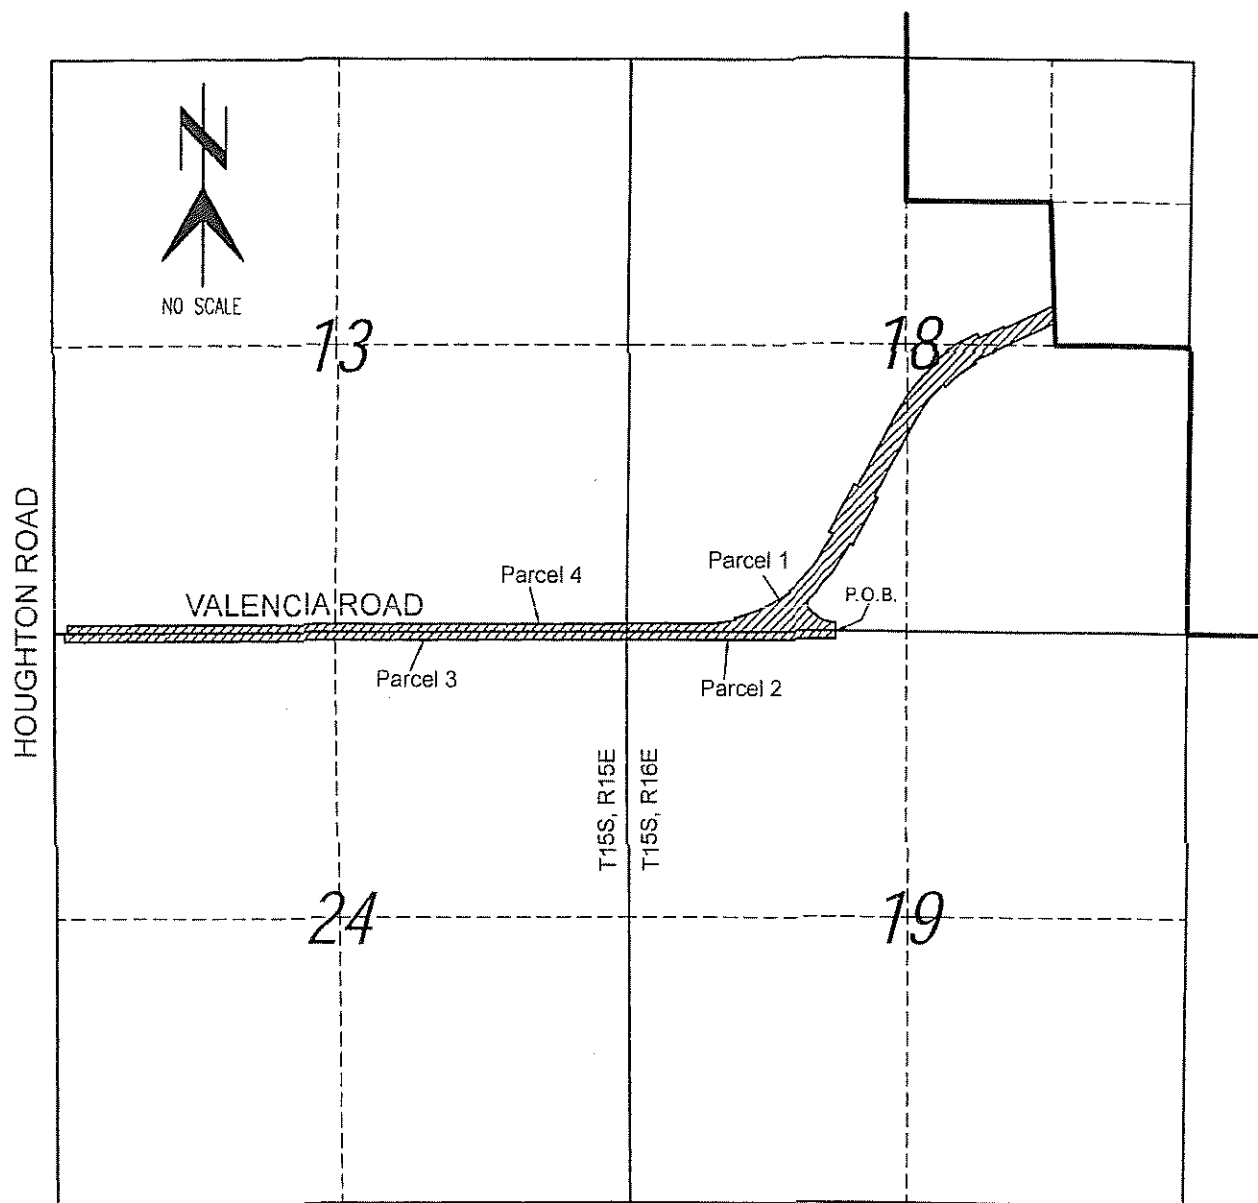 N
NO SCALE
13
18
HOUGHTON ROAD
Parcel 1
Parcel 4
P.O.B.
VALENCIA ROAD
Parcel 3
Parcel 2
T15S, R15E
T15S, R16E
24
19